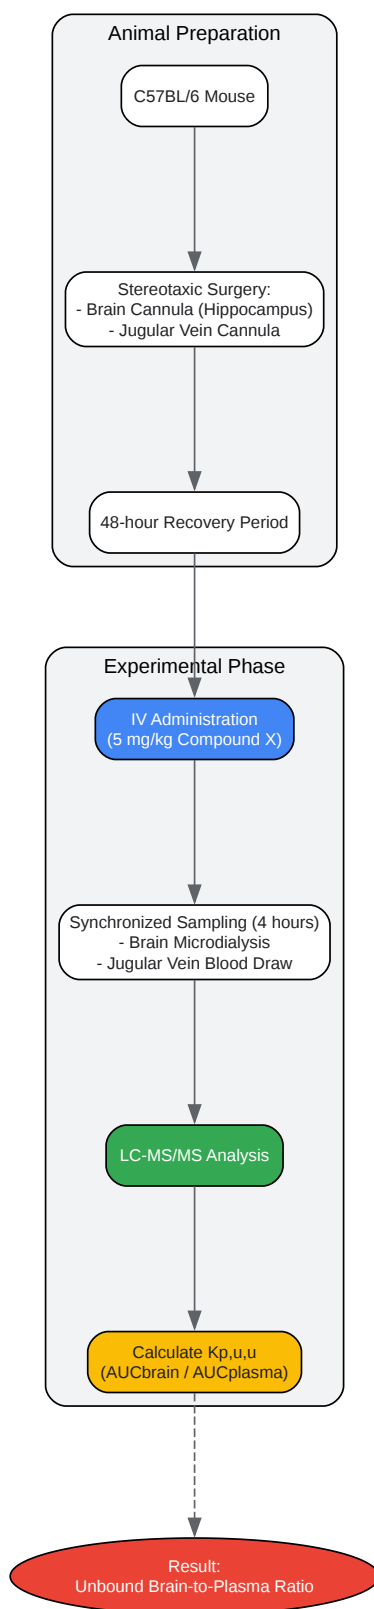 Animal Preparation
C57BL/6 Mouse
Stereotaxic Surgery:
- Brain Cannula (Hippocampus)
- Jugular Vein Cannula
48-hour Recovery Period
Experimental Phase
IV Administration
(5 mg/kg Compound X)
Synchronized Sampling (4 hours)
- Brain Microdialysis
- Jugular Vein Blood Draw
LC-MS/MS Analysis
Calculate Kp,u,u
(AUCbrain / AUCplasma)
Result:
Unbound Brain-to-Plasma Ratio